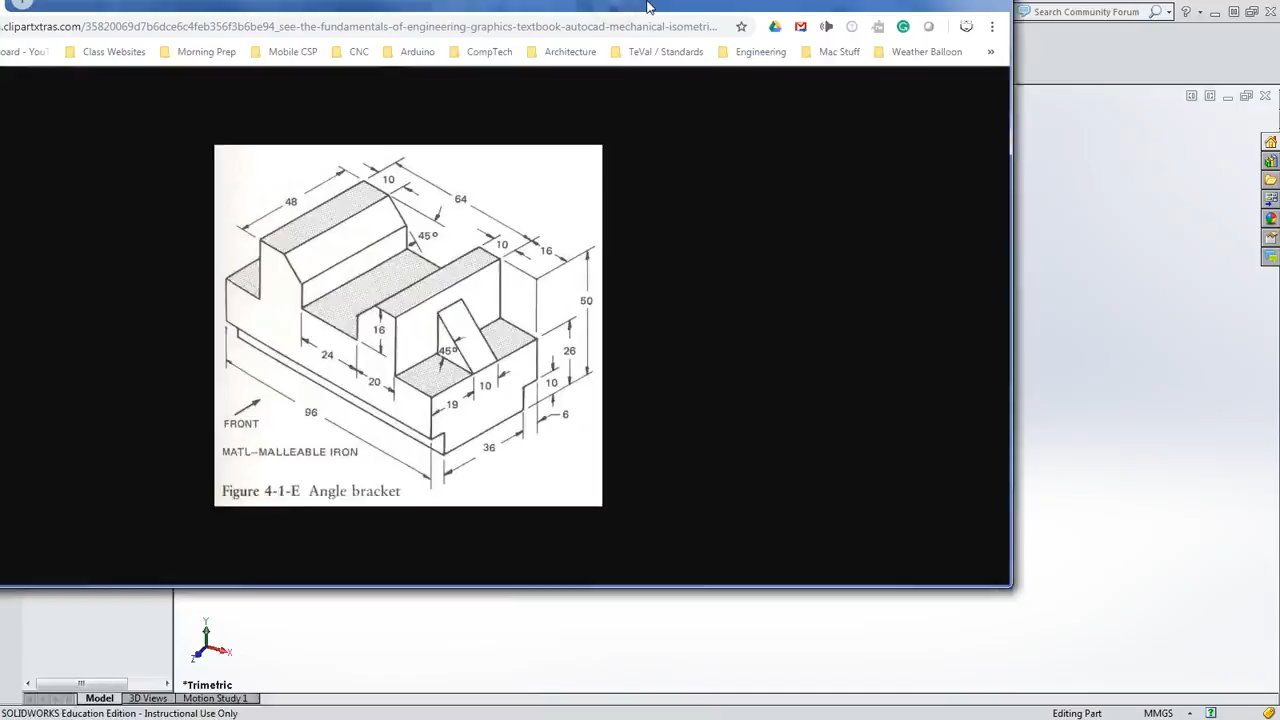 .clipartxtras.com/35820069d7b6dce6c4feb356f3b6be94_see-the-fundamentals-of-engineering-graphics-textbook-autocad-mechanical-isometri...
Search Community Forum
oard - YouT
Class Websites
Morning Prep
Mobile CSP
CNC
Arduino
CompTech
Architecture
TeVal / Standards
Engineering
Mac Stuff
Weather Balloon
»
10
48
64
45°
10
16
50
16
26
45°
24
20
10
10
19
6
96
36
FRONT
MATL–MALLEABLE IRON
Figure 4-1-E Angle bracket
Y
X
Z
*Trimetric
Model
3D Views
Motion Study 1
SOLIDWORKS Education Edition - Instructional Use Only
Editing Part
MMGS